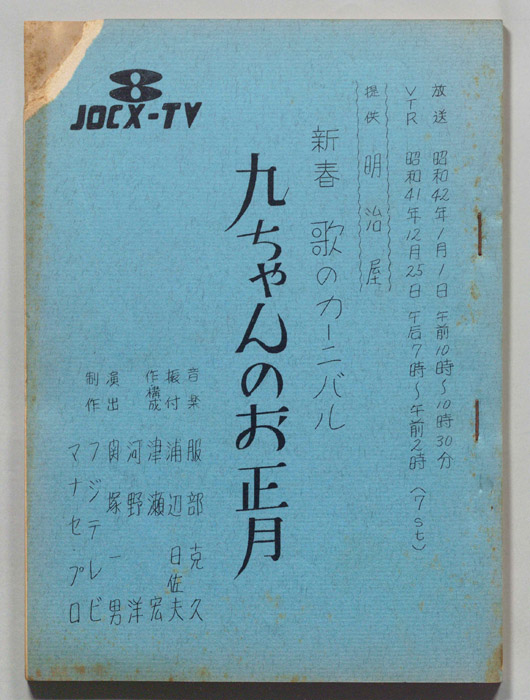 放送　昭和42年1月1日　午前10時～10時30分
VTR　昭和41年12月25日　午后7時～午前2時　（7st）
提供　明治屋
新春　歌のカーニバル
九ちゃんのお正月
8
JOCX-TV
音楽　服部克久
振付　浦辺日佐夫
作構成　津瀬宏
河野洋
演出　関塚一男
制作　フジテレビ
マナセ・プロ